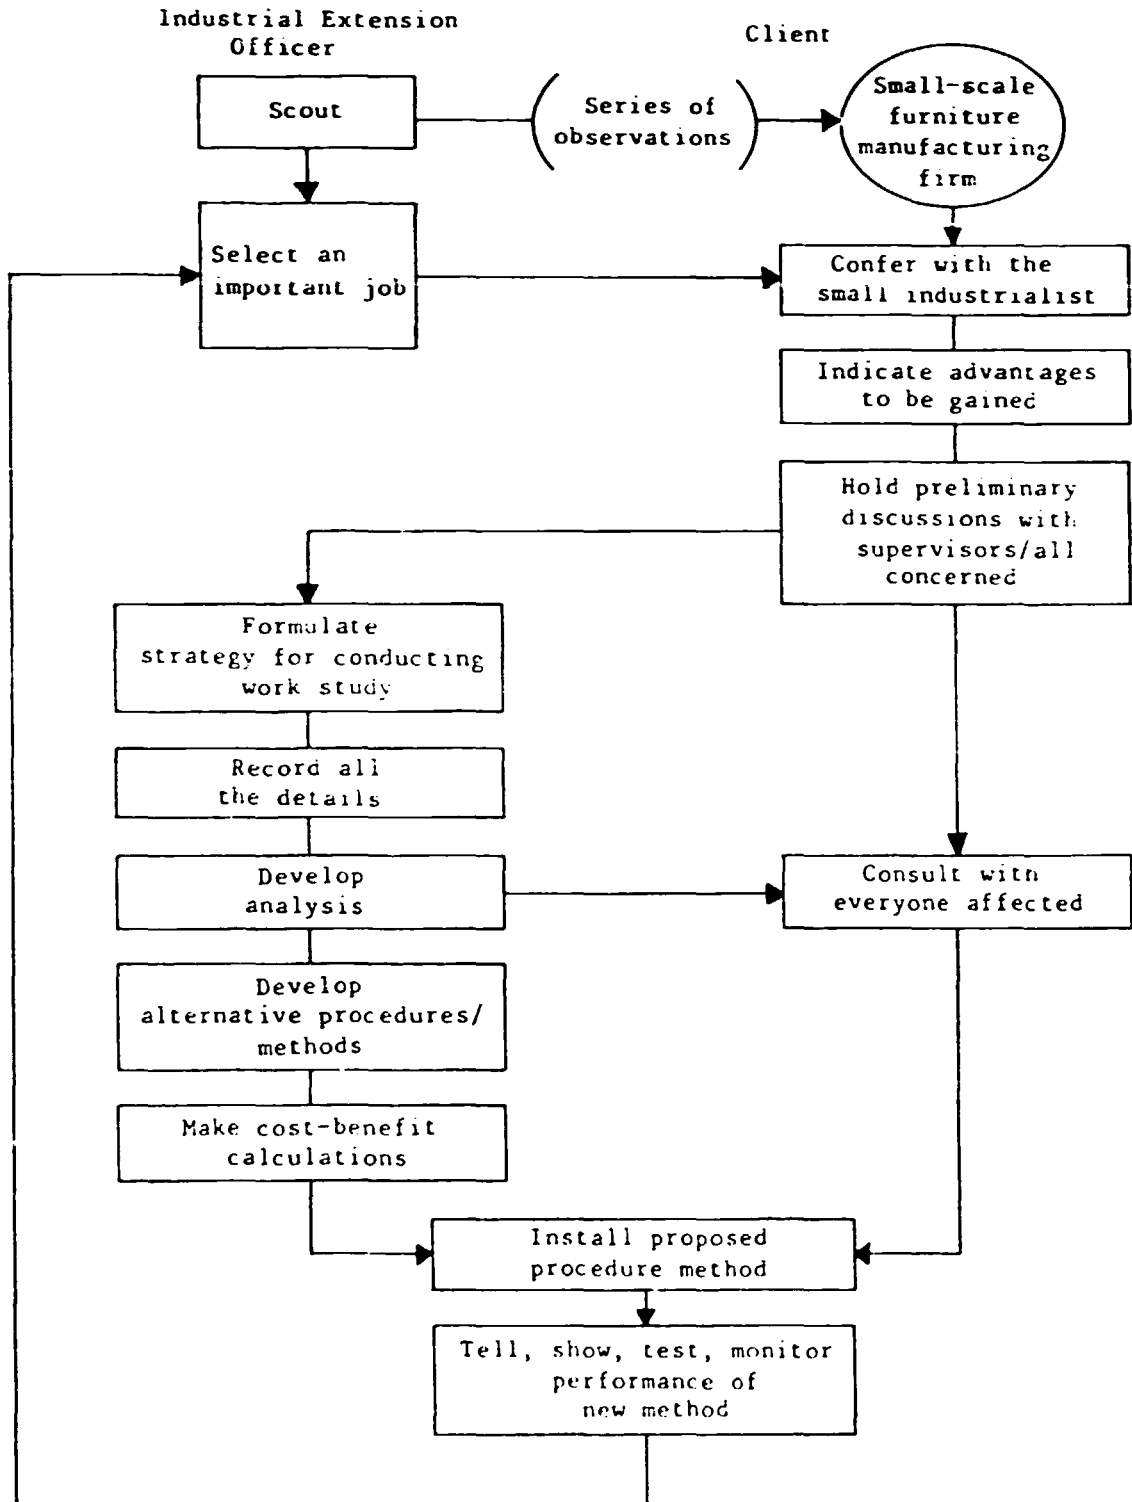 Industrial Extension
Officer
Client
Scout
Series of
observations
Small-scale
furniture
manufacturing
firm
Select an
important job
Confer with the
small industrialist
Indicate advantages
to be gained
Hold preliminary
discussions with
supervisors/all
concerned
Formulate
strategy for conducting
work study
Record all
the details
Develop
analysis
Consult with
everyone affected
Develop
alternative procedures/
methods
Make cost-benefit
calculations
Install proposed
procedure method
Tell, show, test, monitor
performance of
new method